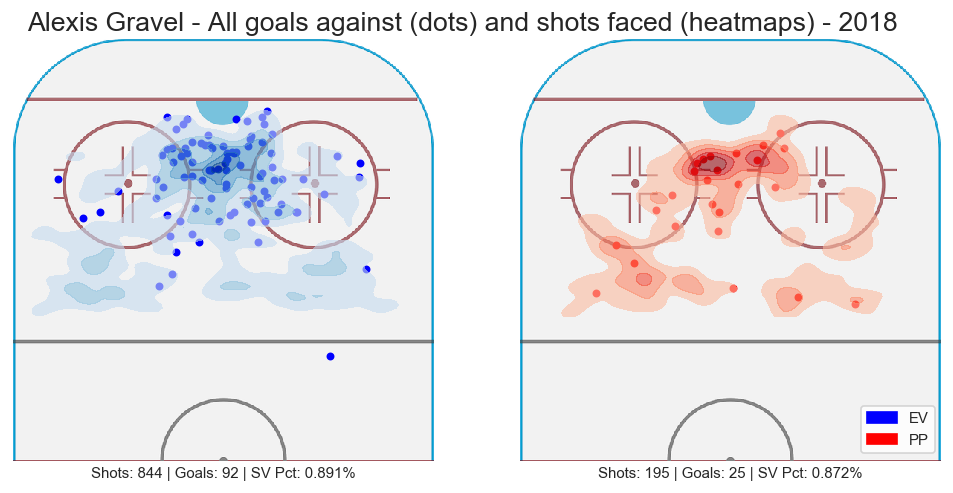 Alexis Gravel - All goals against (dots) and shots faced (heatmaps) - 2018
EV
PP
Shots: 844 | Goals: 92 | SV Pct: 0.891%
Shots: 195 | Goals: 25 | SV Pct: 0.872%